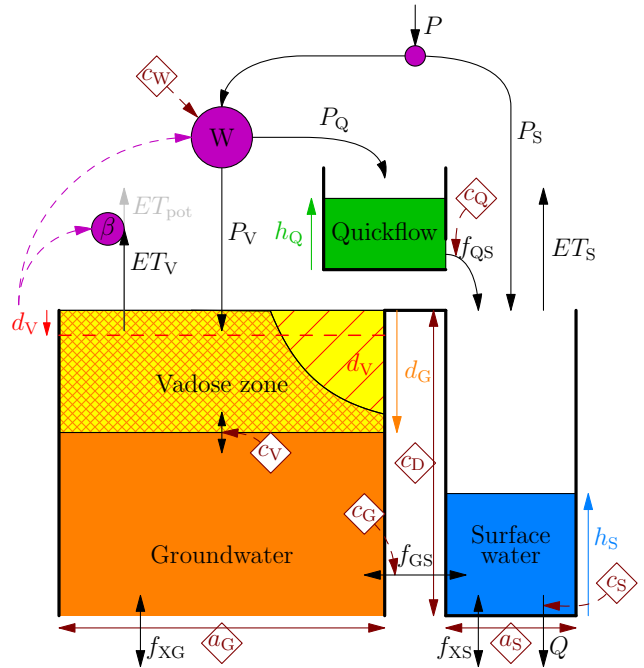 P
c_W
W
P_Q
P_S
c_Q
ET_pot
β
P_V
h_Q
Quickflow
f_QS
ET_V
ET_S
d_V
d_V
d_G
Vadose zone
c_V
c_D
c_G
Groundwater
f_GS
Surface
water
h_S
c_S
a_G
a_S
f_XG
f_XS
Q